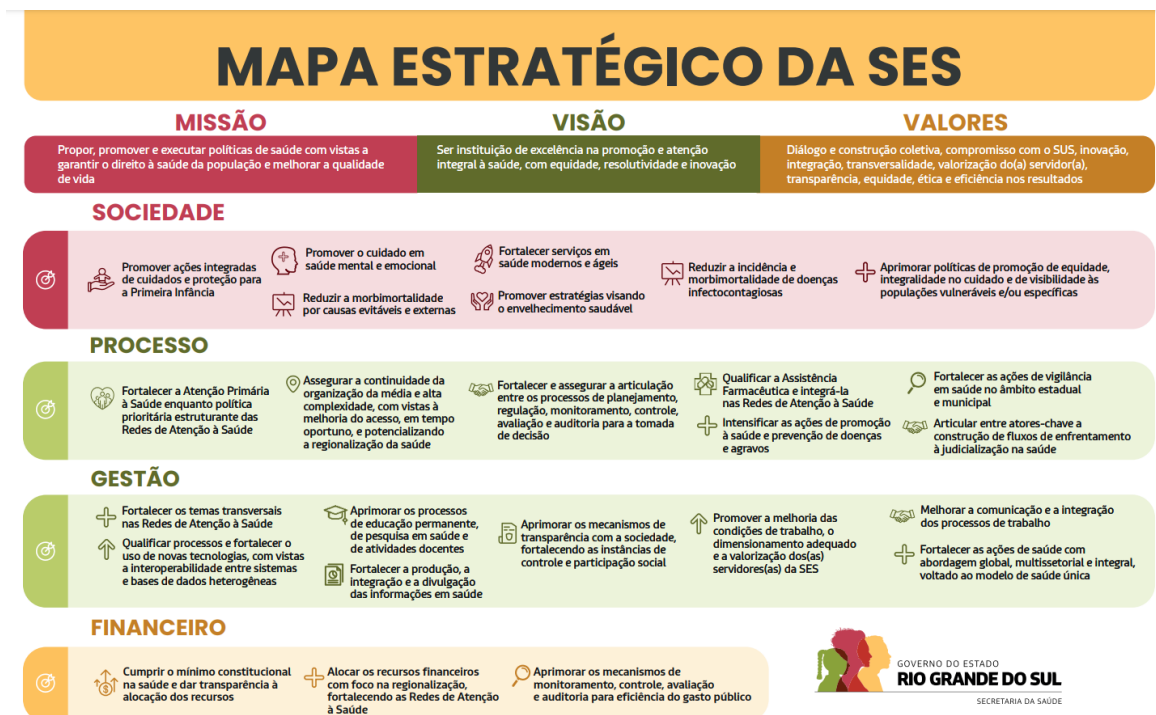 MAPA ESTRATÉGICO DA SES
MISSÃO
Propor, promover e executar políticas de saúde com vistas a
garantir o direito à saúde da população e melhorar a qualidade
de vida
VISÃO
Ser instituição de excelência na promoção e atenção
integral à saúde, com equidade, resolutividade e inovação
VALORES
Diálogo e construção coletiva, compromisso com o SUS, inovação,
integração, transversalidade, valorização do(a) servidor(a),
transparência, equidade, ética e eficiência nos resultados
SOCIEDADE
Promover ações integradas
de cuidados e proteção para
a Primeira Infância
Promover o cuidado em
saúde mental e emocional
Reduzir a morbimortalidade
por causas evitáveis e externas
Fortalecer serviços em
saúde modernos e ágeis
Promover estratégias visando
o envelhecimento saudável
Reduzir a incidência e
morbimortalidade de doenças
infectocontagiosas
Aprimorar políticas de promoção de equidade,
integralidade no cuidado e de visibilidade às
populações vulneráveis e/ou específicas
PROCESSO
Fortalecer a Atenção Primária
à Saúde enquanto política
prioritária estruturante das
Redes de Atenção à Saúde
Assegurar a continuidade da
organização da média e alta
complexidade, com vistas à
melhoria do acesso, em tempo
oportuno, e potencializando
a regionalização da saúde
Fortalecer e assegurar a articulação
entre os processos de planejamento,
regulação, monitoramento, controle,
avaliação e auditoria para a tomada
de decisão
Qualificar a Assistência
Farmacêutica e integrá-la
nas Redes de Atenção à Saúde
Intensificar as ações de promoção
à saúde e prevenção de doenças
e agravos
Fortalecer as ações de vigilância
em saúde no âmbito estadual
e municipal
Articular entre atores-chave a
construção de fluxos de enfrentamento
à judicialização na saúde
GESTÃO
Fortalecer os temas transversais
nas Redes de Atenção à Saúde
Qualificar processos e fortalecer o
uso de novas tecnologias, com vistas
a interoperabilidade entre sistemas
e bases de dados heterogêneas
Aprimorar os processos
de educação permanente,
de pesquisa em saúde e
de atividades docentes
Fortalecer a produção, a
integração e a divulgação
das informações em saúde
Aprimorar os mecanismos de
transparência com a sociedade,
fortalecendo as instâncias de
controle e participação social
Promover a melhoria das
condições de trabalho, o
dimensionamento adequado
e a valorização dos(as)
servidores(as) da SES
Melhorar a comunicação e a integração
dos processos de trabalho
Fortalecer as ações de saúde com
abordagem global, multissetorial e integral,
voltado ao modelo de saúde única
FINANCEIRO
Cumprir o mínimo constitucional
na saúde e dar transparência à
alocação dos recursos
Alocar os recursos financeiros
com foco na regionalização,
fortalecendo as Redes de Atenção
à Saúde
Aprimorar os mecanismos de
monitoramento, controle, avaliação
e auditoria para eficiência do gasto público
GOVERNO DO ESTADO
RIO GRANDE DO SUL
SECRETARIA DA SAÚDE